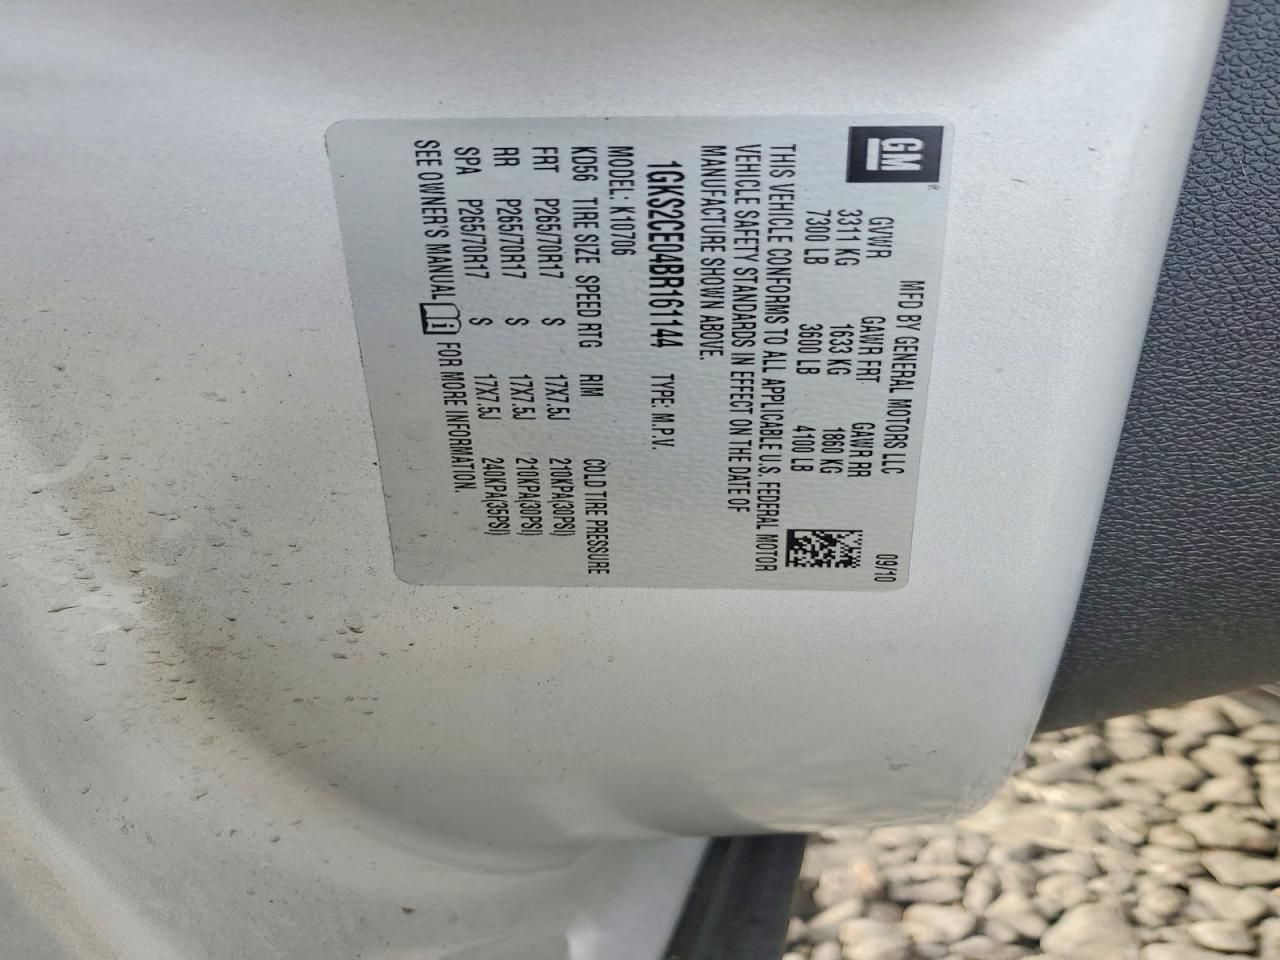 GM®
MFD BY GENERAL MOTORS LLC 09/10
GVWR GAWR FRT GAWR RR
3311 KG 1633 KG 1860 KG
7300 LB 3600 LB 4100 LB
THIS VEHICLE CONFORMS TO ALL APPLICABLE U.S. FEDERAL MOTOR
VEHICLE SAFETY STANDARDS IN EFFECT ON THE DATE OF
MANUFACTURE SHOWN ABOVE.
1GKS2CE04BR161144 TYPE: M.P.V.
MODEL: K10706
KD56 TIRE SIZE SPEED RTG RIM COLD TIRE PRESSURE
FRT P265/70R17 S 17X7.5J 210KPA(30PSI)
RR P265/70R17 S 17X7.5J 210KPA(30PSI)
SPA P265/70R17 S 17X7.5J 240KPA(35PSI)
SEE OWNER'S MANUAL i FOR MORE INFORMATION.